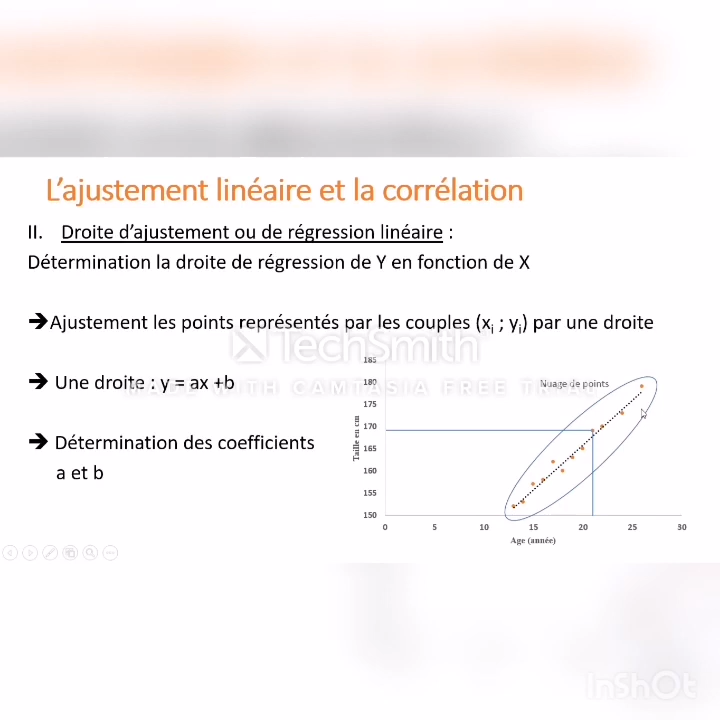 L'ajustement linéaire et la corrélation
II. Droite d'ajustement ou de régression linéaire :
Détermination la droite de régression de Y en fonction de X
➔Ajustement les points représentés par les couples (xi ; yi) par une droite
TechSmith
MADE WITH CAMTASIA FREE TRIAL
➔ Une droite : y = ax +b
➔ Détermination des coefficients
a et b
Nuage de points
Taille en cm
185
180
175
170
165
160
155
150
0 5 10 15 20 25 30
Age (année)
InShOt